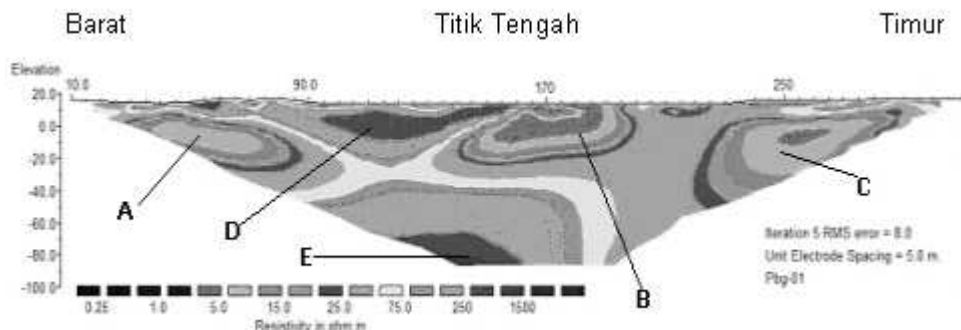 Barat Titik Tengah Timur
Elevation
10.0 90.0 170 250
20.0
0.0
-20.0
A
C
-40.0
D
-60.0
Iteration 5 RMS error = 8.0
E
-80.0
Unit Electrode Spacing = 5.0 m.
B
Pbg-01
-100.0
0.25 1.0 5.0 15.0 25.0 75.0 250 1500
Resistivity in ohm.m